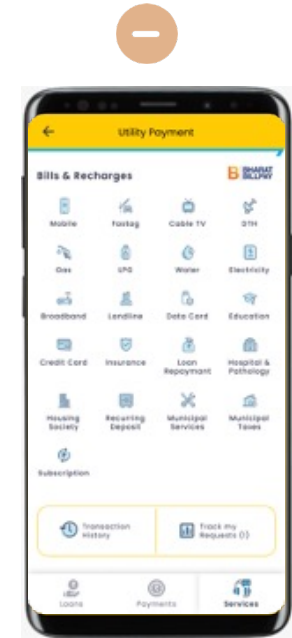 Utility Payment
Bills & Recharges
BHARAT
BILLPAY
Mobile
Fastag
Cable TV
DTH
Gas
LPG
Water
Electricity
Broadband
Landline
Data Card
Education
Credit Card
Insurance
Loan
Repayment
Hospital &
Pathology
Housing
Society
Recurring
Deposit
Municipal
Services
Municipal
Taxes
Subscription
Transaction
History
Track my
Requests ()
Loans
Payments
Services